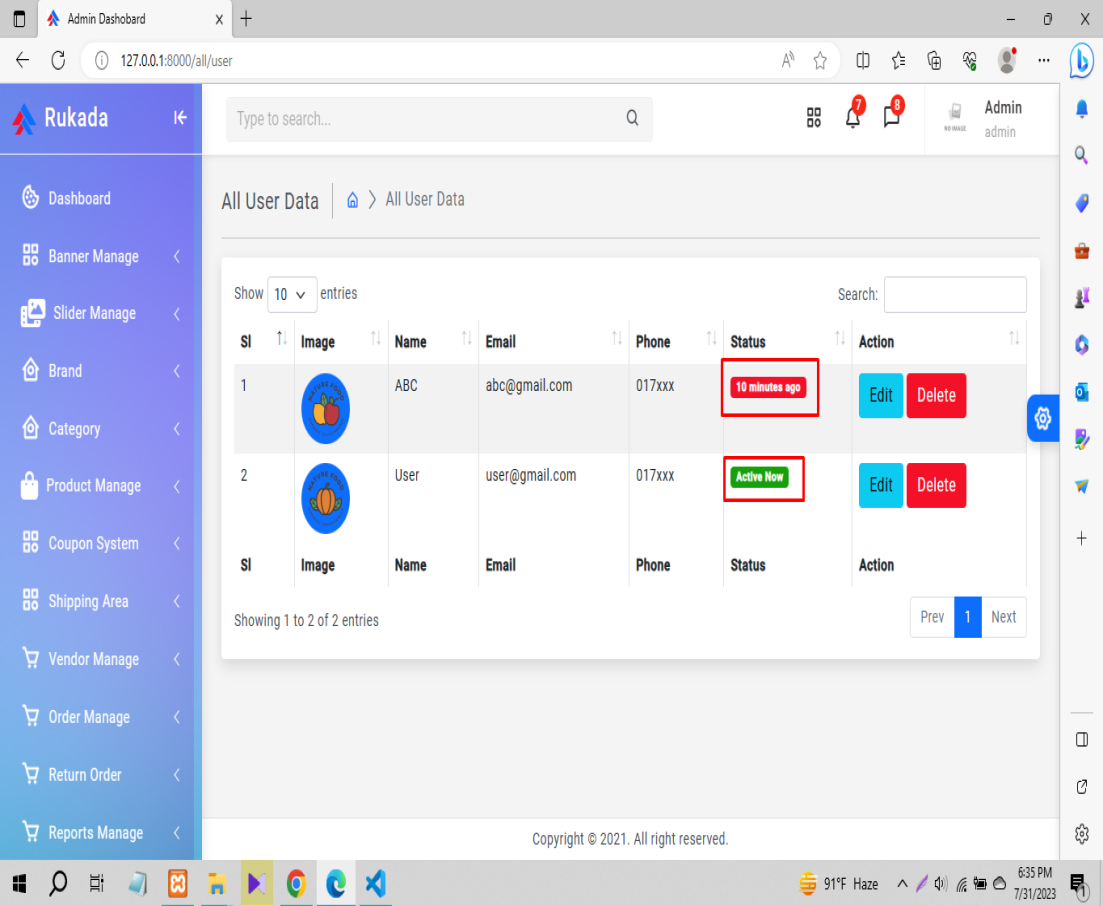 Admin Dashobard
127.0.0.1:8000/all/user
Rukada
Type to search...
7
8
NO IMAGE
Admin
admin
Dashboard
Banner Manage
Slider Manage
Brand
Category
Product Manage
Coupon System
Shipping Area
Vendor Manage
Order Manage
Return Order
Reports Manage
All User Data
All User Data
Show 10 entries
Search:
Sl Image Name Email Phone Status Action
1 ABC abc@gmail.com 017xxx 10 minutes ago Edit Delete
NATURE FOOD
2 User user@gmail.com 017xxx Active Now Edit Delete
NATURE FOOD
Sl Image Name Email Phone Status Action
Showing 1 to 2 of 2 entries
Prev 1 Next
Copyright © 2021. All right reserved.
91°F Haze
6:35 PM
7/31/2023
1